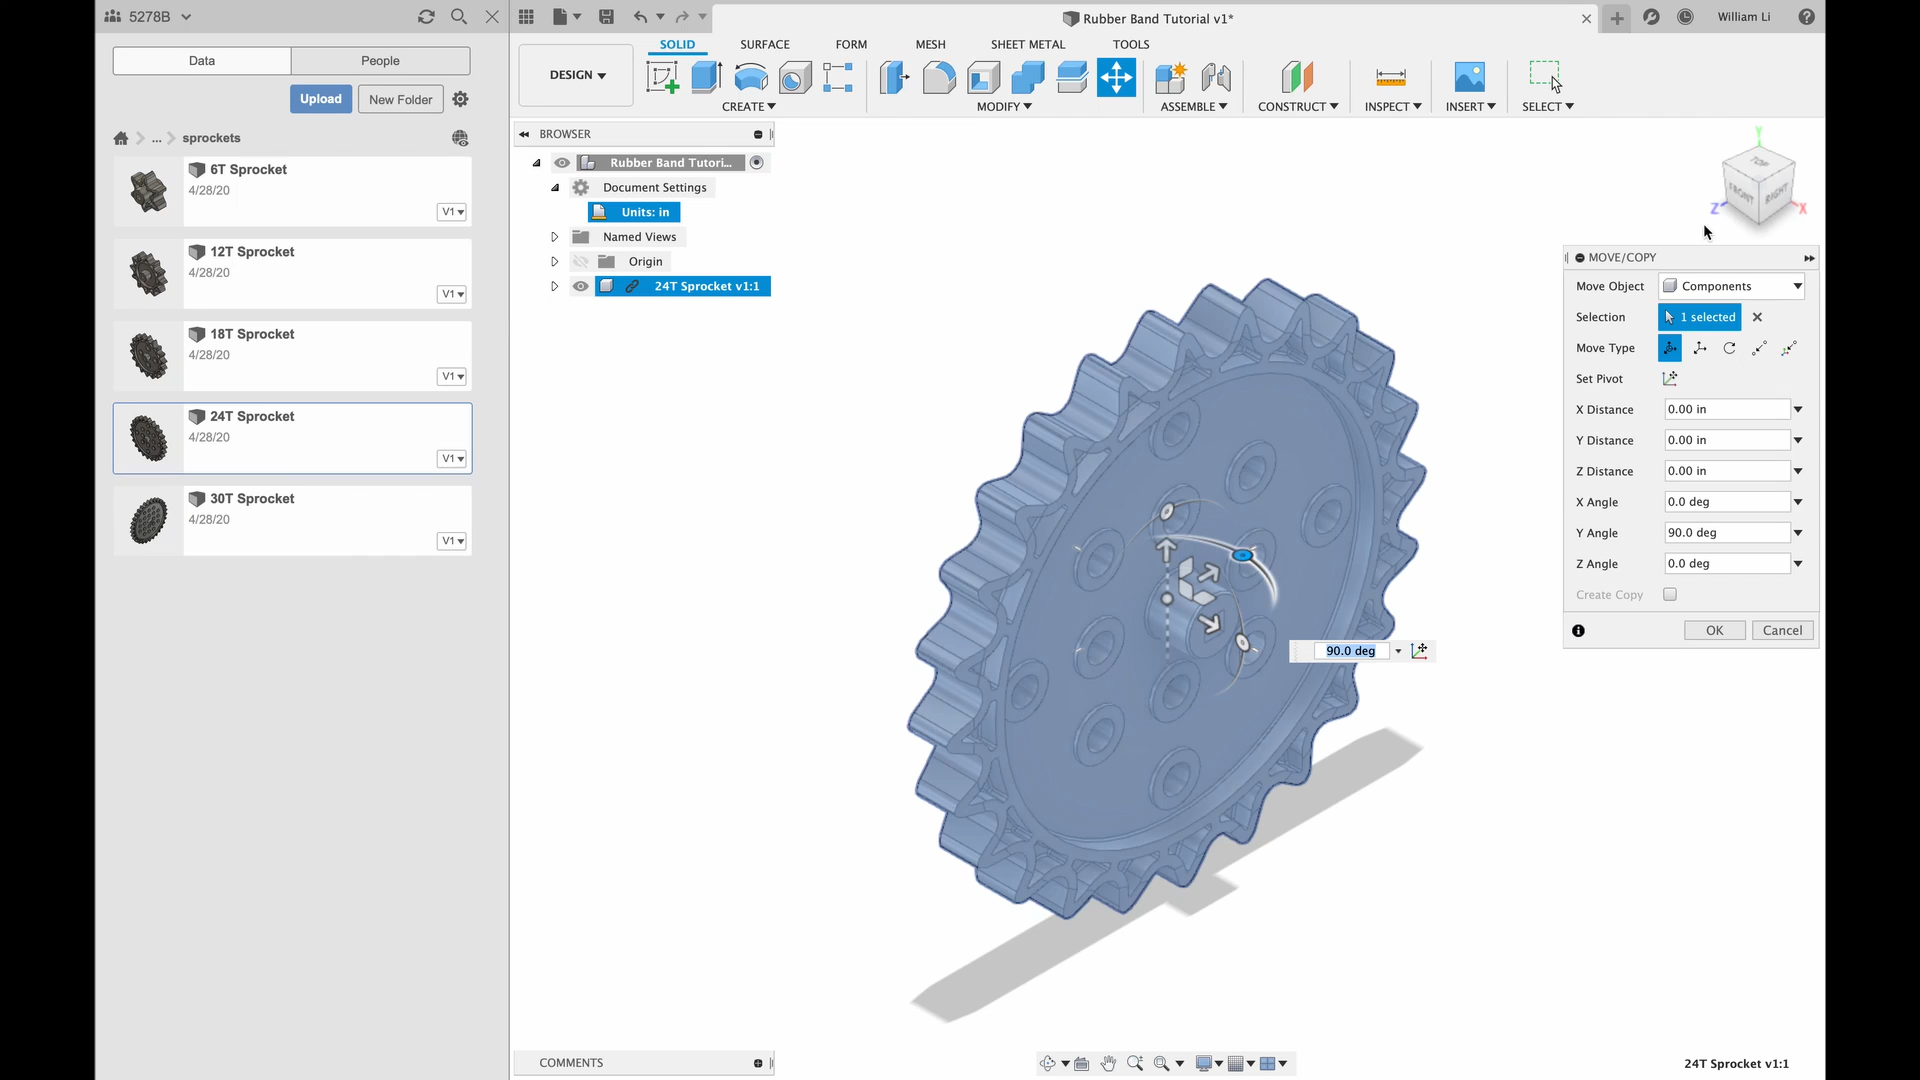 5278B
Rubber Band Tutorial v1*
William Li
Data
People
Upload
New Folder
...
sprockets
6T Sprocket
4/28/20
V1
12T Sprocket
4/28/20
V1
18T Sprocket
4/28/20
V1
24T Sprocket
4/28/20
V1
30T Sprocket
4/28/20
V1
DESIGN
SOLID
SURFACE
FORM
MESH
SHEET METAL
TOOLS
CREATE
MODIFY
ASSEMBLE
CONSTRUCT
INSPECT
INSERT
SELECT
BROWSER
Rubber Band Tutori...
Document Settings
Units: in
Named Views
Origin
24T Sprocket v1:1
Y
TOP
FRONT
RIGHT
Z
X
MOVE/COPY
Move Object
Components
Selection
1 selected
Move Type
Set Pivot
X Distance
0.00 in
Y Distance
0.00 in
Z Distance
0.00 in
X Angle
0.0 deg
Y Angle
90.0 deg
Z Angle
0.0 deg
Create Copy
OK
Cancel
90.0 deg
COMMENTS
24T Sprocket v1:1